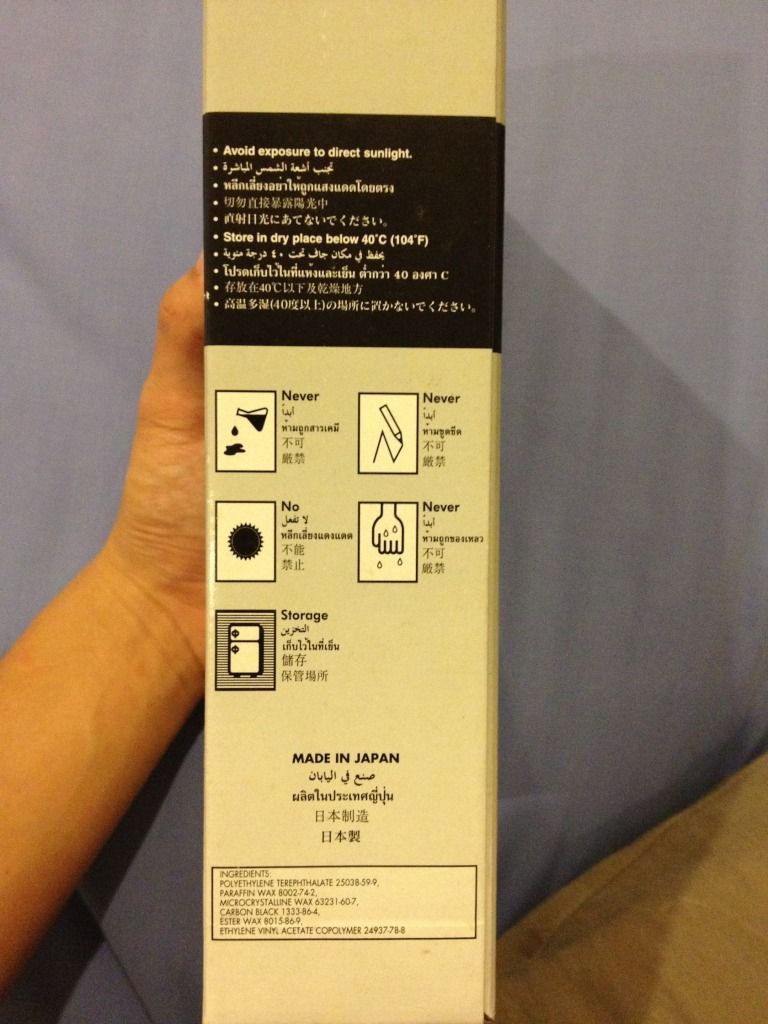 • Avoid exposure to direct sunlight.
• تجنب أشعة الشمس المباشرة
• หลีกเลี่ยงอย่าให้ถูกแสงแดดโดยตรง
• 切勿直接暴露陽光中
• 直射日光にあてないでください。
• Store in dry place below 40°C (104°F)
• يحفظ في مكان جاف تحت ٤٠ درجة مئوية
• โปรดเก็บไว้ในที่แห้งและเย็น ต่ำกว่า 40 องศา C
• 存放在40℃以下及乾燥地方
• 高温多湿(40度以上)の場所に置かないでください。
Never
أبداً
ห้ามถูกสารเคมี
不可
厳禁
Never
أبداً
ห้ามขูดขีด
不可
厳禁
No
لا تفعل
หลีกเลี่ยงแดงแดด
不能
禁止
Never
أبداً
ห้ามถูกของเหลว
不可
厳禁
Storage
التخزين
เก็บไว้ในที่เย็น
儲存
保管場所
MADE IN JAPAN
صنع في اليابان
ผลิตในประเทศญี่ปุ่น
日本制造
日本製
INGREDIENTS:
POLYETHYLENE TEREPHTHALATE 25038-59-9,
PARAFFIN WAX 8002-74-2,
MICROCRYSTALLINE WAX 63231-60-7,
CARBON BLACK 1333-86-4,
ESTER WAX 8015-86-9,
ETHYLENE VINYL ACETATE COPOLYMER 24937-78-8